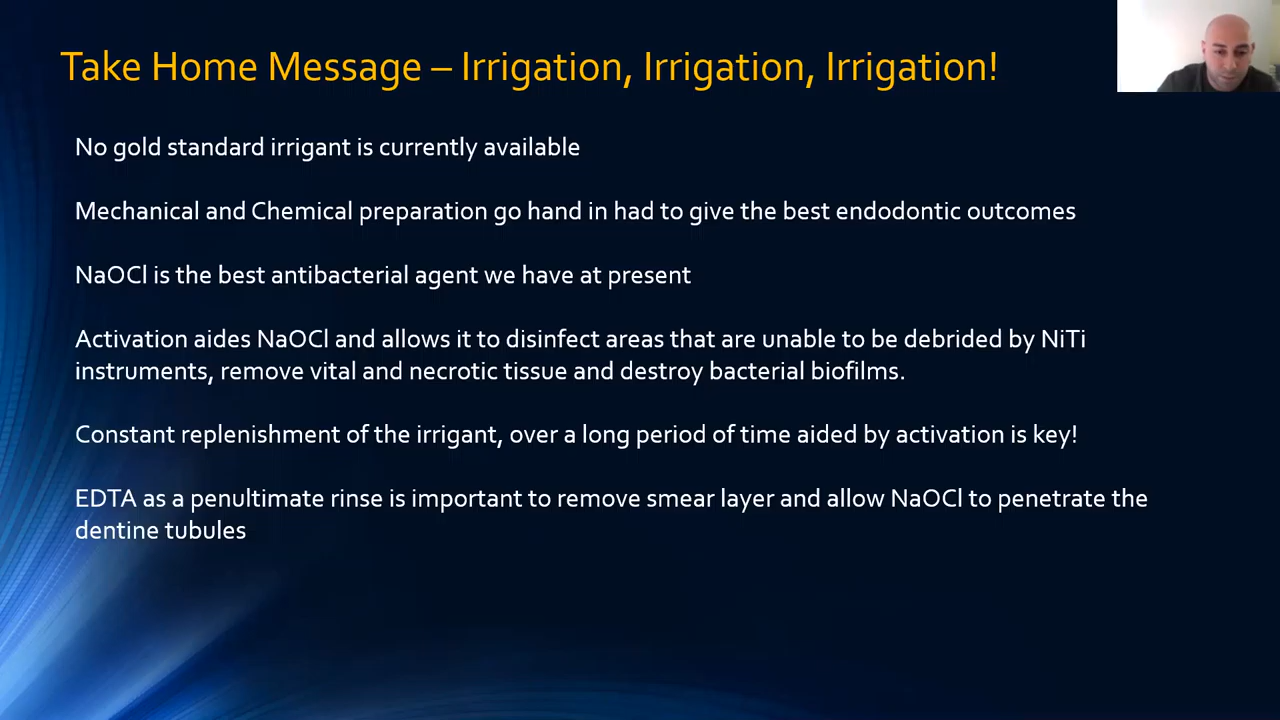 Take Home Message – Irrigation, Irrigation, Irrigation!
No gold standard irrigant is currently available
Mechanical and Chemical preparation go hand in had to give the best endodontic outcomes
NaOCl is the best antibacterial agent we have at present
Activation aides NaOCl and allows it to disinfect areas that are unable to be debrided by NiTi
instruments, remove vital and necrotic tissue and destroy bacterial biofilms.
Constant replenishment of the irrigant, over a long period of time aided by activation is key!
EDTA as a penultimate rinse is important to remove smear layer and allow NaOCl to penetrate the
dentine tubules